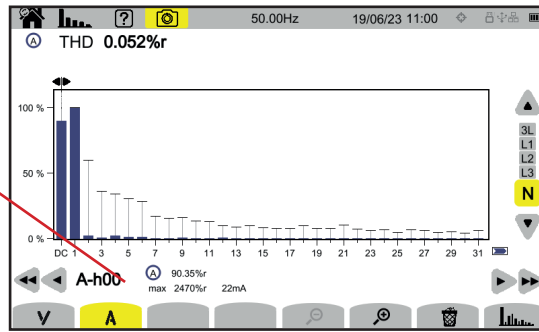 ? 50.00Hz 19/06/23 11:00
A THD 0.052%r
100 %
50 %
0 %
DC 1 3 5 7 9 11 13 15 17 19 21 23 25 27 29 31
3L
L1
L2
L3
N
A-h00 A 90.35%r
max 2470%r 22mA
V A